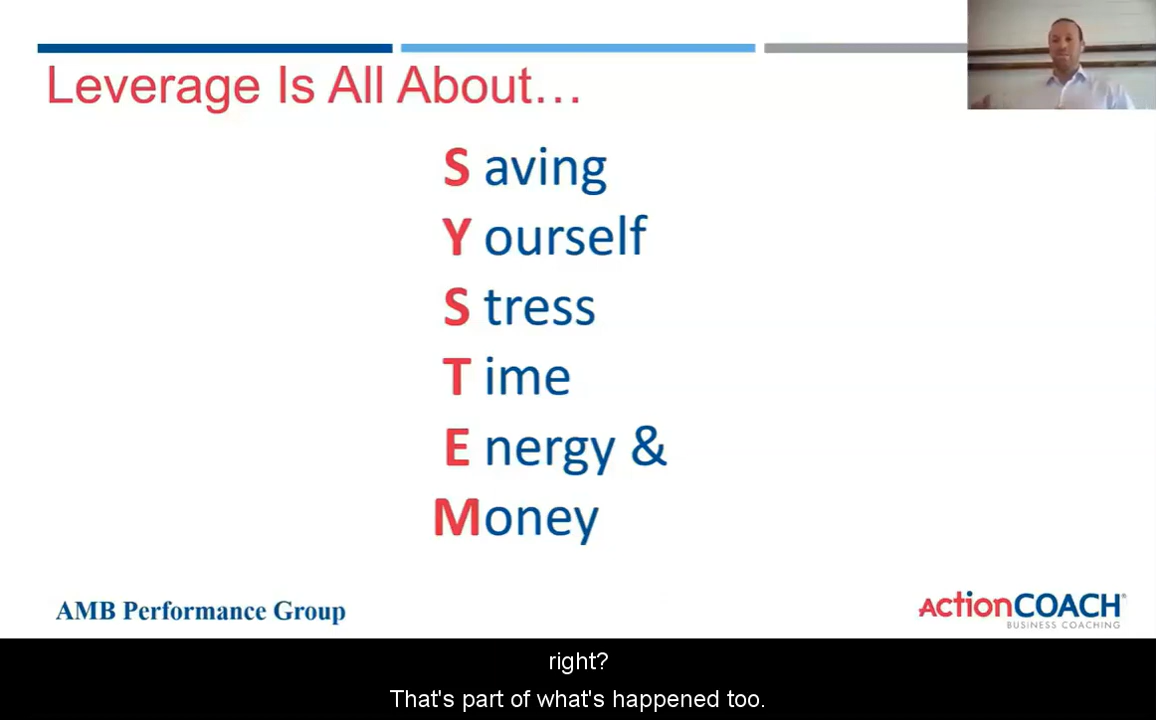 Leverage Is All About…
S aving
Y ourself
S tress
T ime
E nergy &
Money
AMB Performance Group
ActionCOACH®
BUSINESS COACHING
right?
That's part of what's happened too.